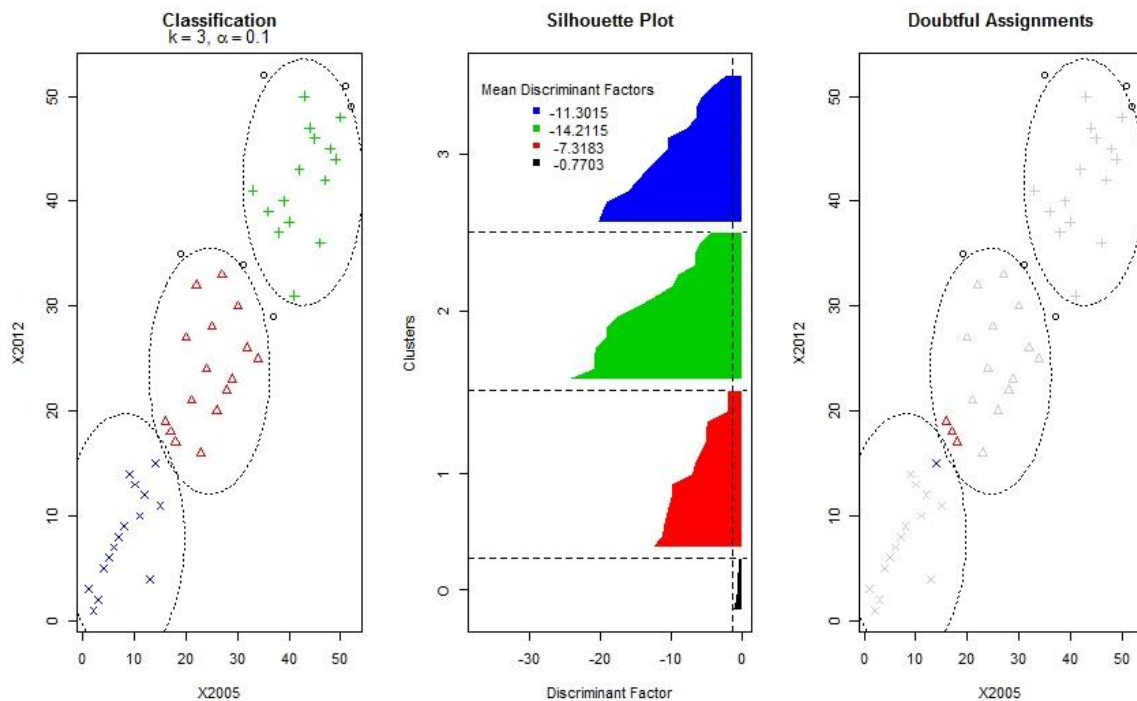 Classification
k = 3, α = 0.1
X2012
50
40
30
20
10
0
0 10 20 30 40 50
X2005
Silhouette Plot
Mean Discriminant Factors
-11.3015
-14.2115
-7.3183
-0.7703
Clusters
3
2
1
O
-30 -20 -10 0
Discriminant Factor
Doubtful Assignments
X2012
50
40
30
20
10
0
0 10 20 30 40 50
X2005